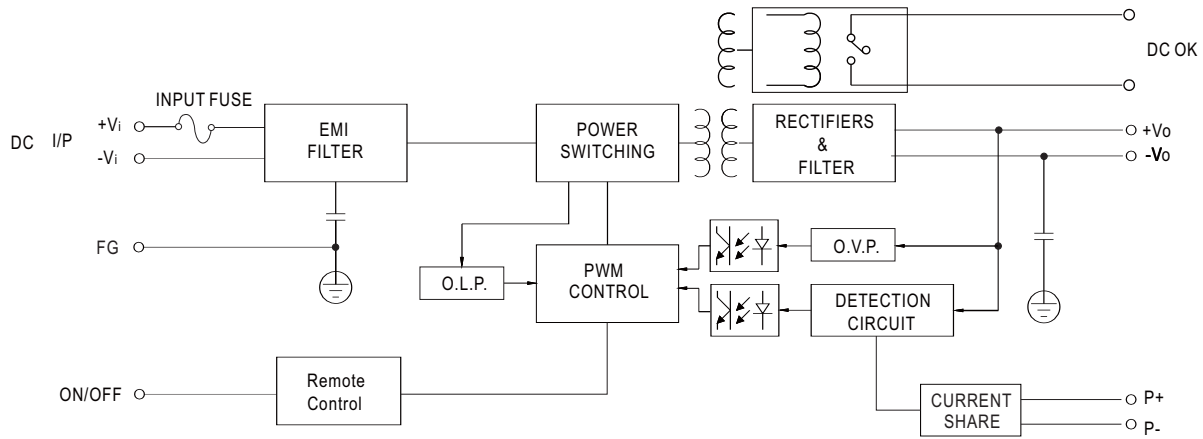 DC OK
INPUT FUSE
DC I/P
+Vi
-Vi
EMI
FILTER
POWER
SWITCHING
RECTIFIERS
&
FILTER
+Vo
-Vo
FG
O.L.P.
PWM
CONTROL
O.V.P.
DETECTION
CIRCUIT
ON/OFF
Remote
Control
CURRENT
SHARE
P+
P-